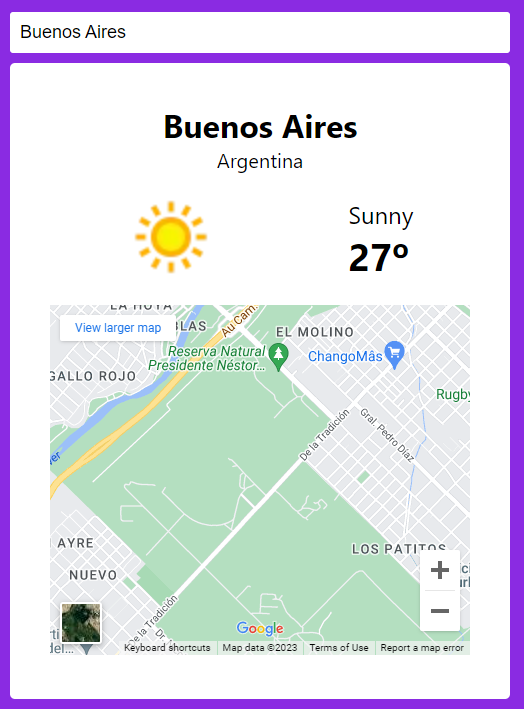 Buenos Aires
Buenos Aires
Argentina
Sunny
27º
LA HOYA
Au Cam.
View larger map
BLAS
EL MOLINO
Reserva Natural
Presidente Néstor...
ChangoMâs
GALLO ROJO
Rugby
De la Tradición
Gral. Pedro Díaz
AYRE
NUEVO
LOS PATITOS
De la Tradición
Google
del...
Keyboard shortcuts
Map data ©2023
Terms of Use
Report a map error